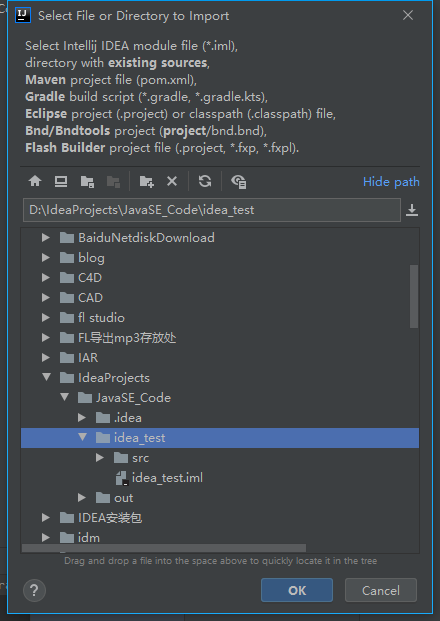 IJ
Select File or Directory to Import
Select Intellij IDEA module file (*.iml),
directory with existing sources,
Maven project file (pom.xml),
Gradle build script (*.gradle, *.gradle.kts),
Eclipse project (.project) or classpath (.classpath) file,
Bnd/Bndtools project (project/bnd.bnd),
Flash Builder project file (.project, *.fxp, *.fxpl).
Hide path
D:\IdeaProjects\JavaSE_Code\idea_test
BaiduNetdiskDownload
blog
C4D
CAD
fl studio
FL导出mp3存放处
IAR
IdeaProjects
JavaSE_Code
.idea
idea_test
src
idea_test.iml
out
IDEA安装包
idm
Drag and drop a file into the space above to quickly locate it in the tree
?
OK
Cancel